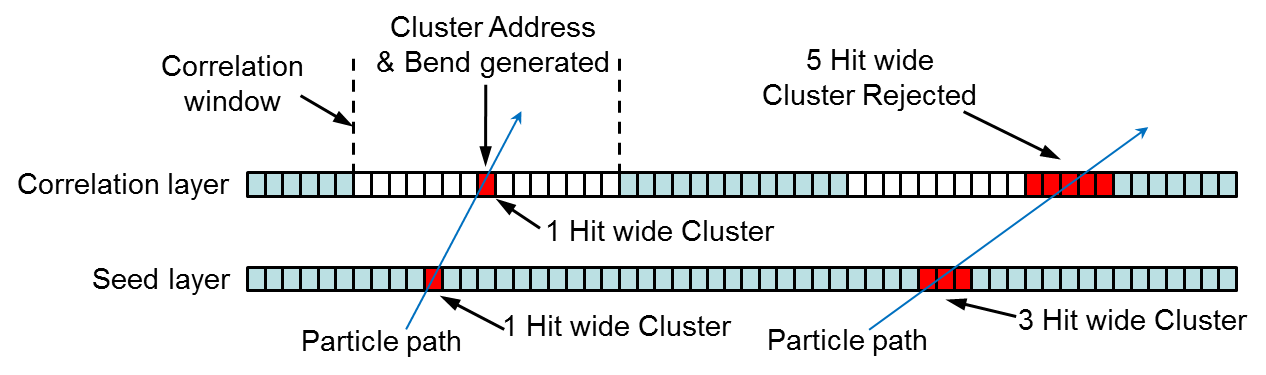 Cluster Address
& Bend generated
Correlation
window
5 Hit wide
Cluster Rejected
Correlation layer
1 Hit wide Cluster
Seed layer
1 Hit wide Cluster
3 Hit wide Cluster
Particle path
Particle path